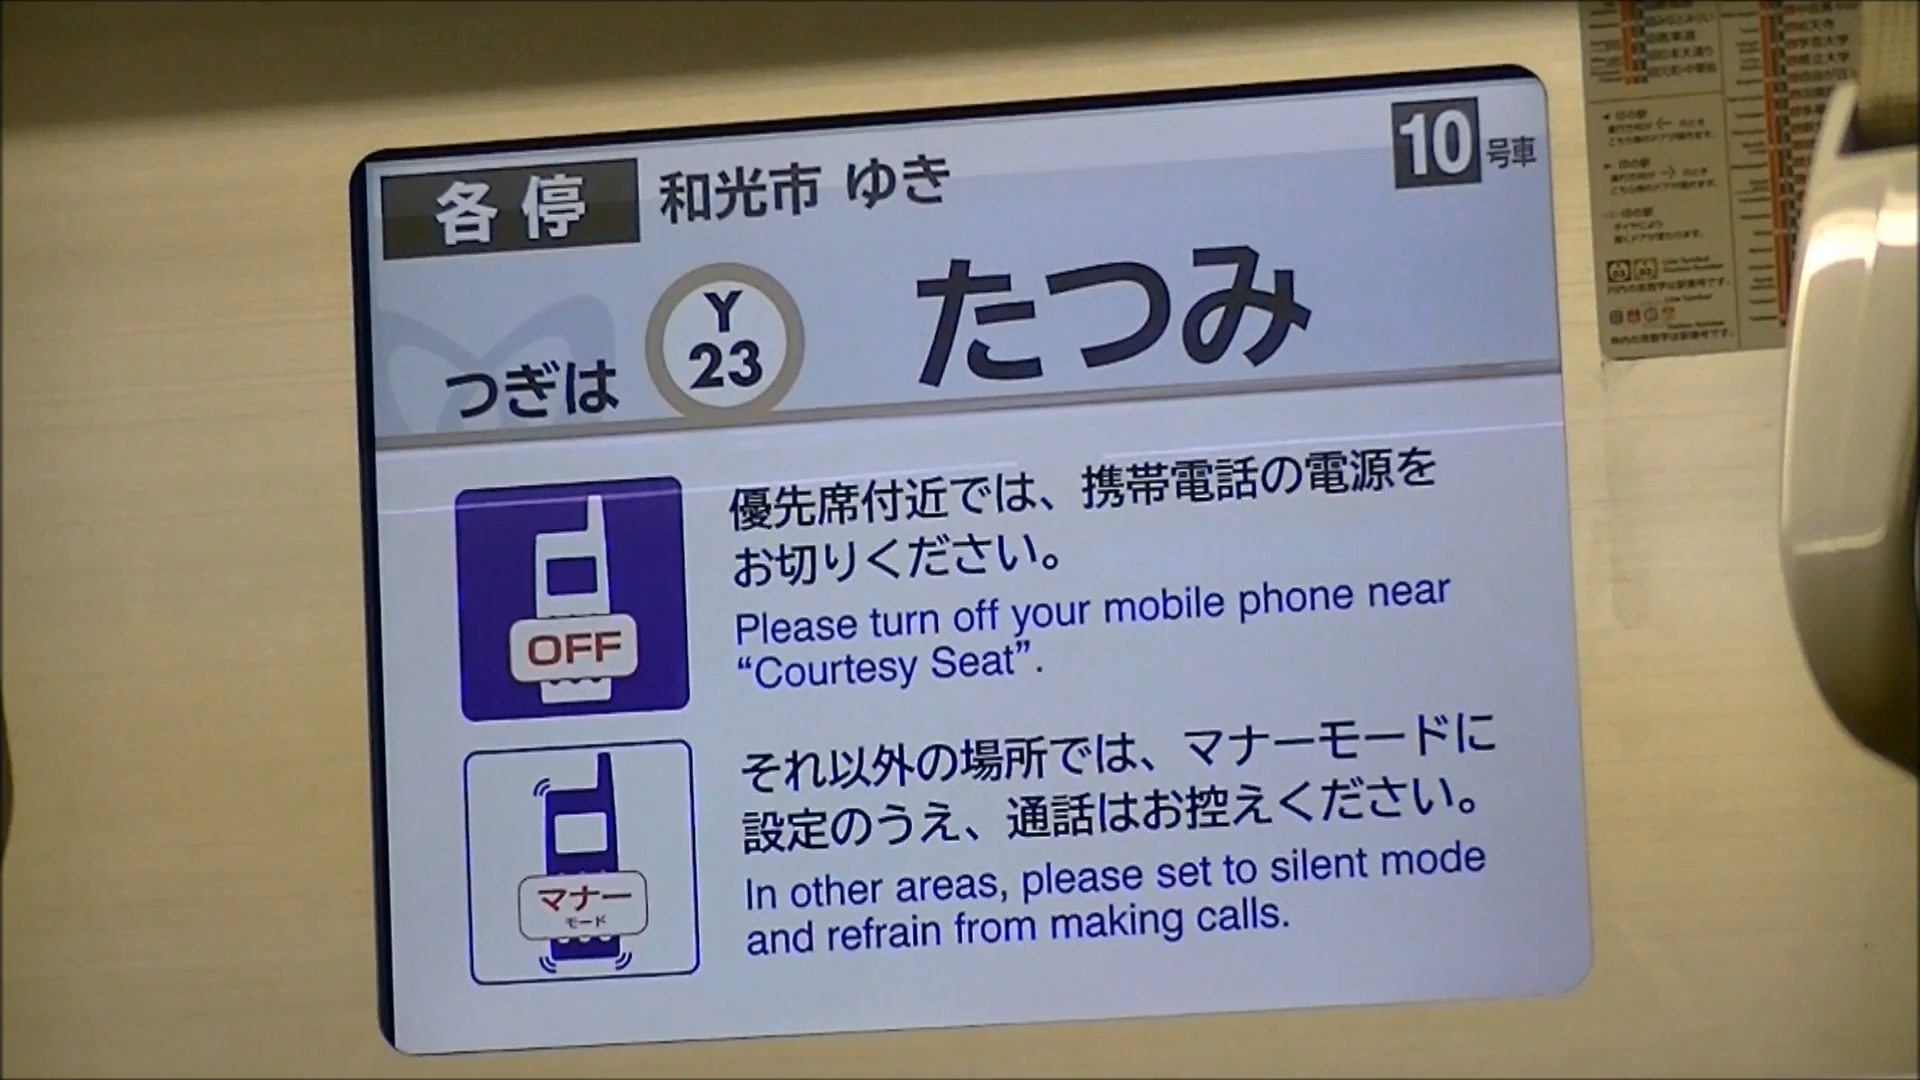 各停 和光市 ゆき 10 号車
つぎは Y 23 たつみ
優先席付近では、携帯電話の電源を
お切りください。
Please turn off your mobile phone near
“Courtesy Seat”.
OFF
それ以外の場所では、マナーモードに
設定のうえ、通話はお控えください。
In other areas, please set to silent mode
and refrain from making calls.
マナー
モード